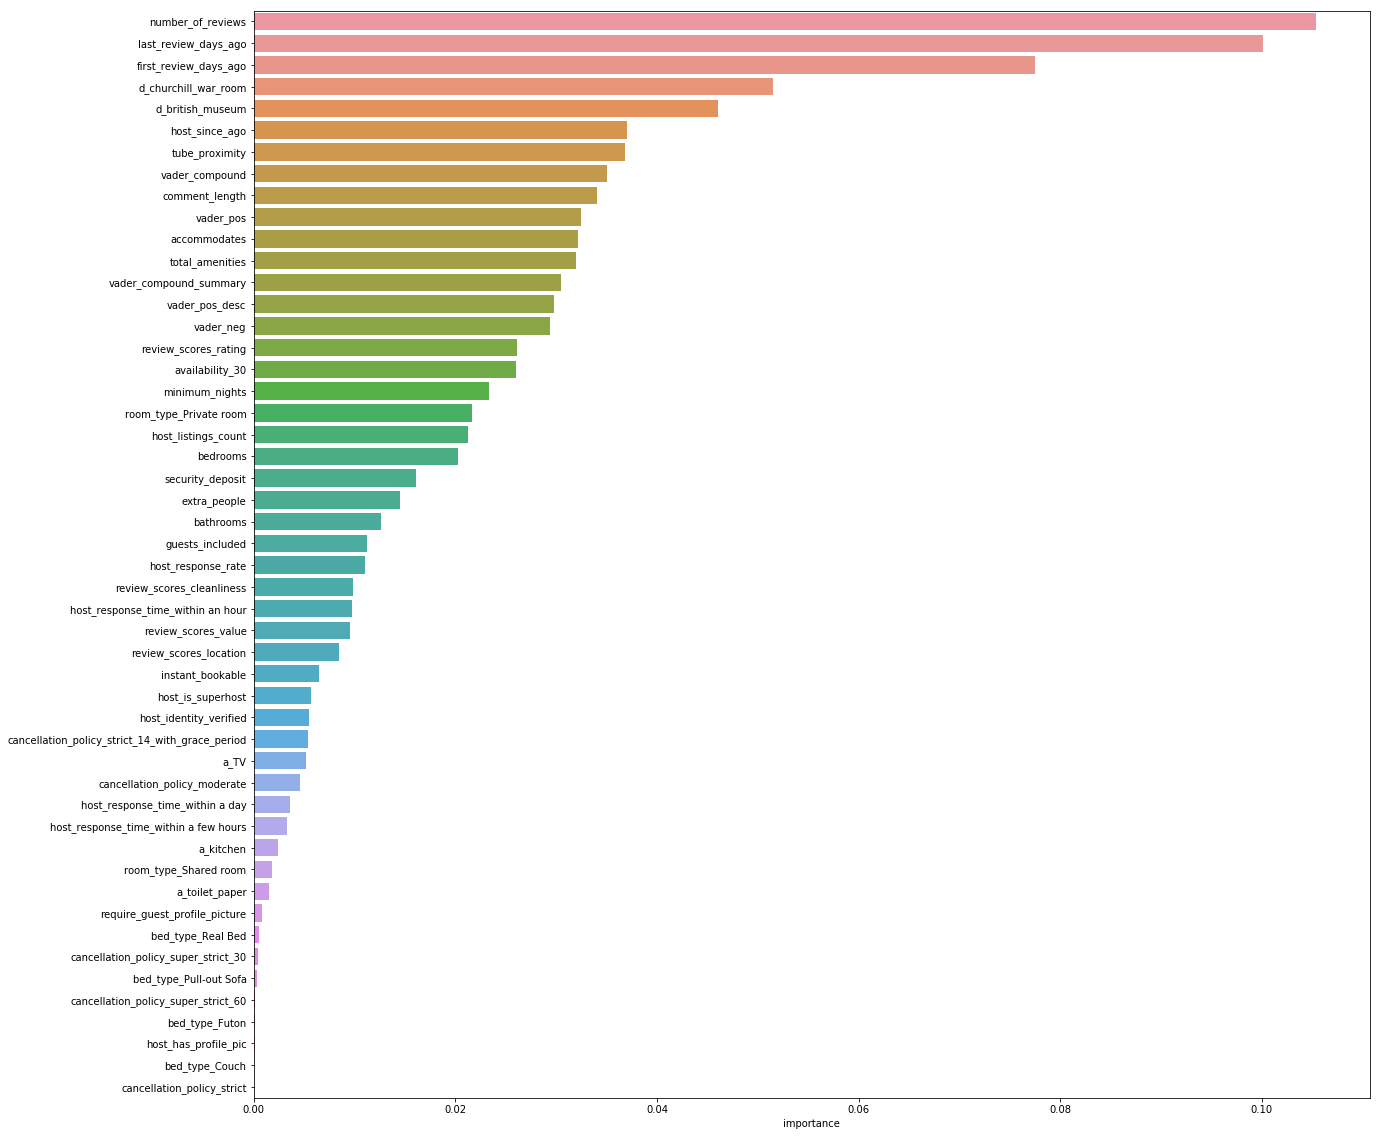 number_of_reviews
last_review_days_ago
first_review_days_ago
d_churchill_war_room
d_british_museum
host_since_ago
tube_proximity
vader_compound
comment_length
vader_pos
accommodates
total_amenities
vader_compound_summary
vader_pos_desc
vader_neg
review_scores_rating
availability_30
minimum_nights
room_type_Private room
host_listings_count
bedrooms
security_deposit
extra_people
bathrooms
guests_included
host_response_rate
review_scores_cleanliness
host_response_time_within an hour
review_scores_value
review_scores_location
instant_bookable
host_is_superhost
host_identity_verified
cancellation_policy_strict_14_with_grace_period
a_TV
cancellation_policy_moderate
host_response_time_within a day
host_response_time_within a few hours
a_kitchen
room_type_Shared room
a_toilet_paper
require_guest_profile_picture
bed_type_Real Bed
cancellation_policy_super_strict_30
bed_type_Pull-out Sofa
cancellation_policy_super_strict_60
bed_type_Futon
host_has_profile_pic
bed_type_Couch
cancellation_policy_strict
0.00 0.02 0.04 0.06 0.08 0.10
importance